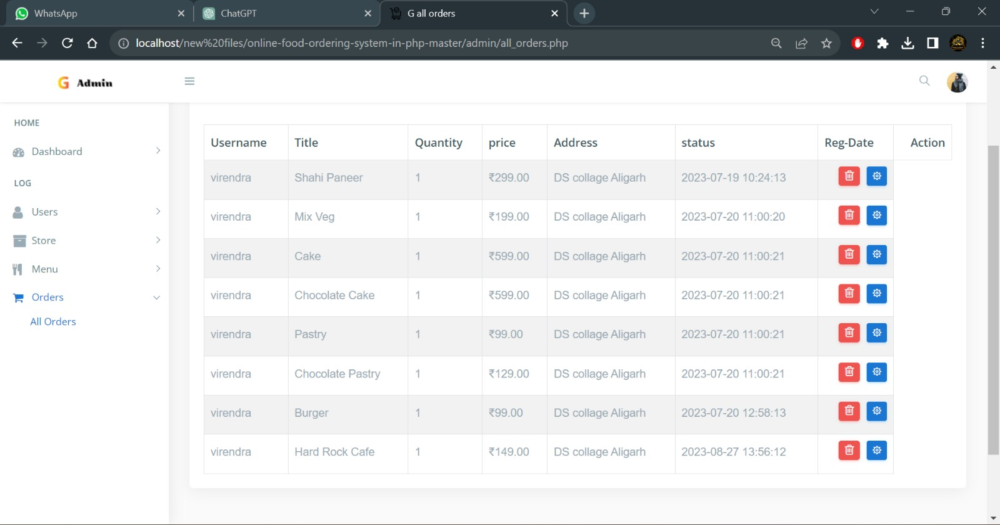 WhatsApp
ChatGPT
G all orders
localhost/new%20files/online-food-ordering-system-in-php-master/admin/all_orders.php
G Admin
HOME
Dashboard
LOG
Users
Store
Menu
Orders
All Orders
Username Title Quantity price Address status Reg-Date Action
virendra Shahi Paneer 1 ₹299.00 DS collage Aligarh 2023-07-19 10:24:13
virendra Mix Veg 1 ₹199.00 DS collage Aligarh 2023-07-20 11:00:20
virendra Cake 1 ₹599.00 DS collage Aligarh 2023-07-20 11:00:21
virendra Chocolate Cake 1 ₹599.00 DS collage Aligarh 2023-07-20 11:00:21
virendra Pastry 1 ₹99.00 DS collage Aligarh 2023-07-20 11:00:21
virendra Chocolate Pastry 1 ₹129.00 DS collage Aligarh 2023-07-20 11:00:21
virendra Burger 1 ₹99.00 DS collage Aligarh 2023-07-20 12:58:13
virendra Hard Rock Cafe 1 ₹149.00 DS collage Aligarh 2023-08-27 13:56:12